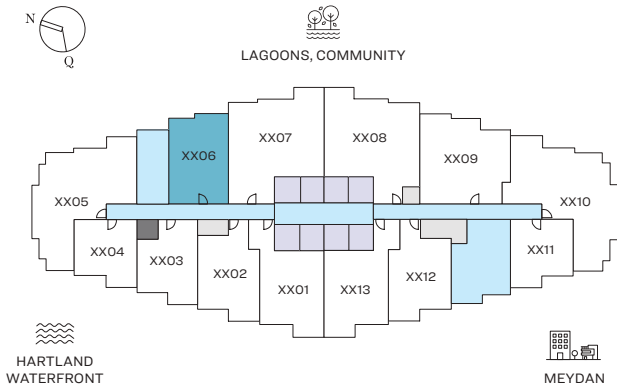 N
Q
LAGOONS, COMMUNITY
XX07
XX08
XX06
XX09
XX05
XX10
XX04
XX03
XX02
XX01
XX13
XX12
XX11
HARTLAND
WATERFRONT
MEYDAN